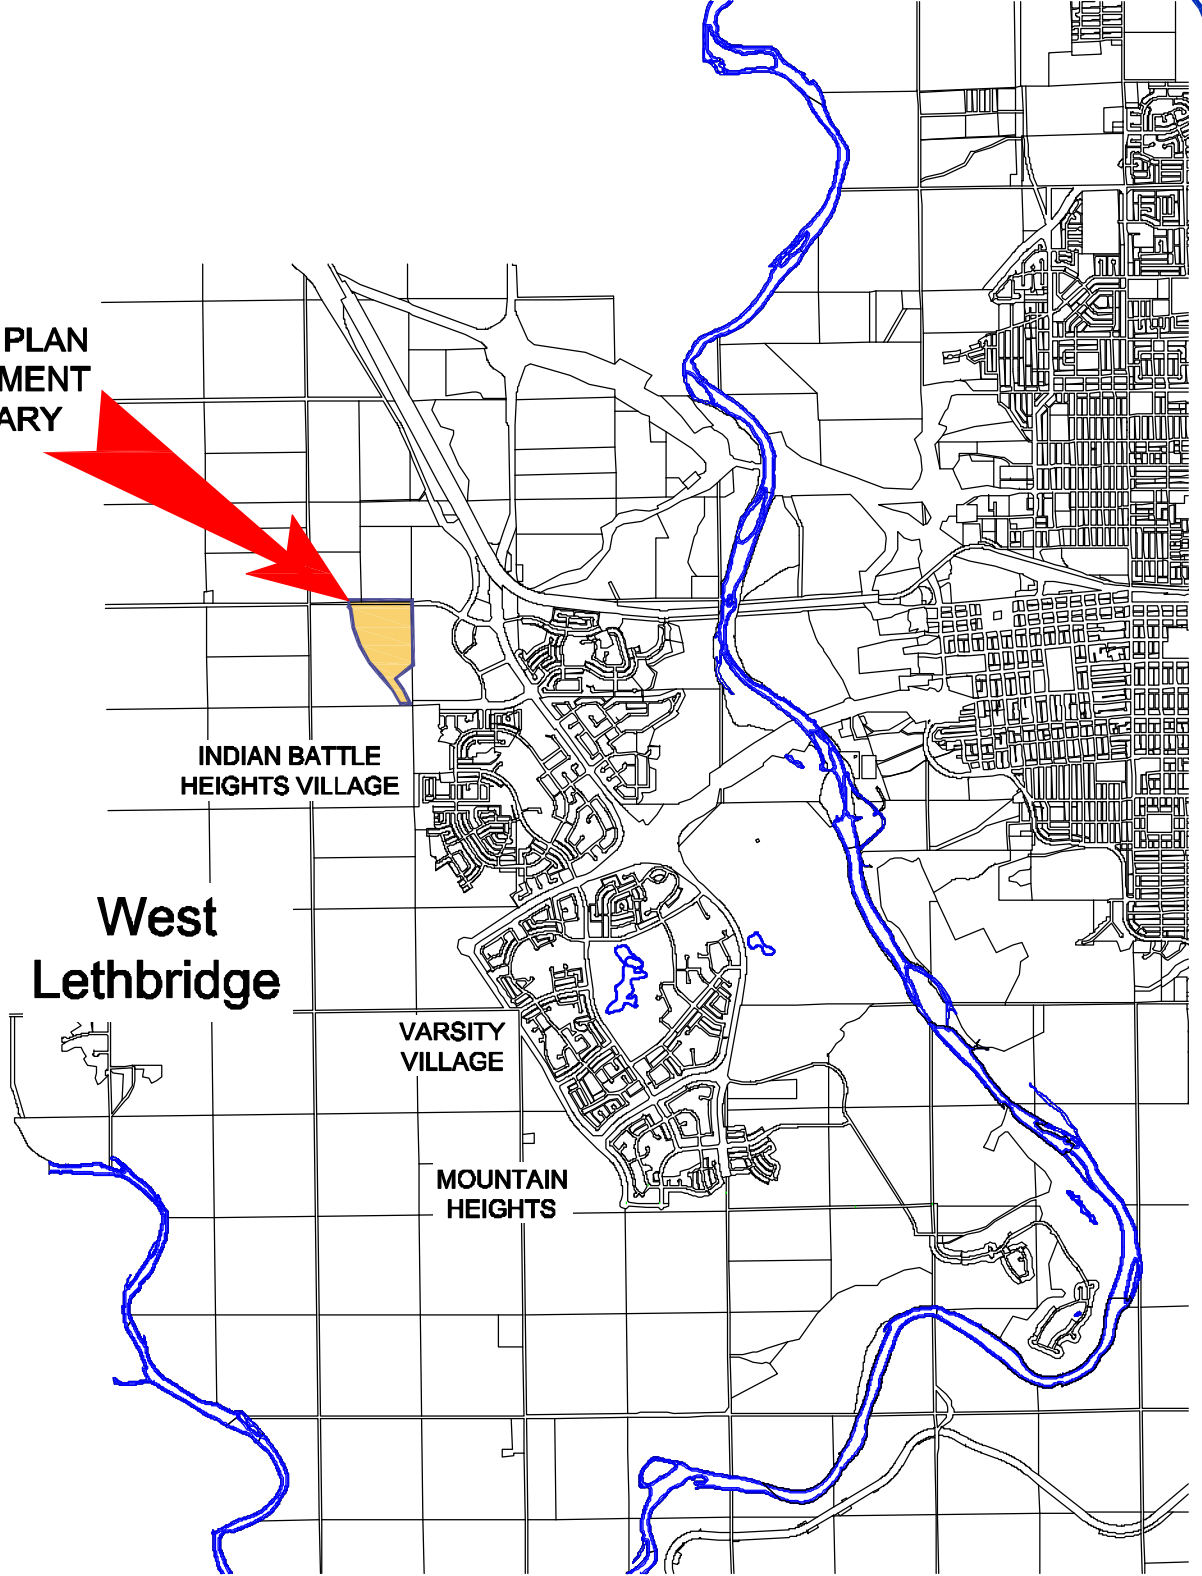 PLAN
MENT
ARY
INDIAN BATTLE
HEIGHTS VILLAGE
West
Lethbridge
VARSITY
VILLAGE
MOUNTAIN
HEIGHTS